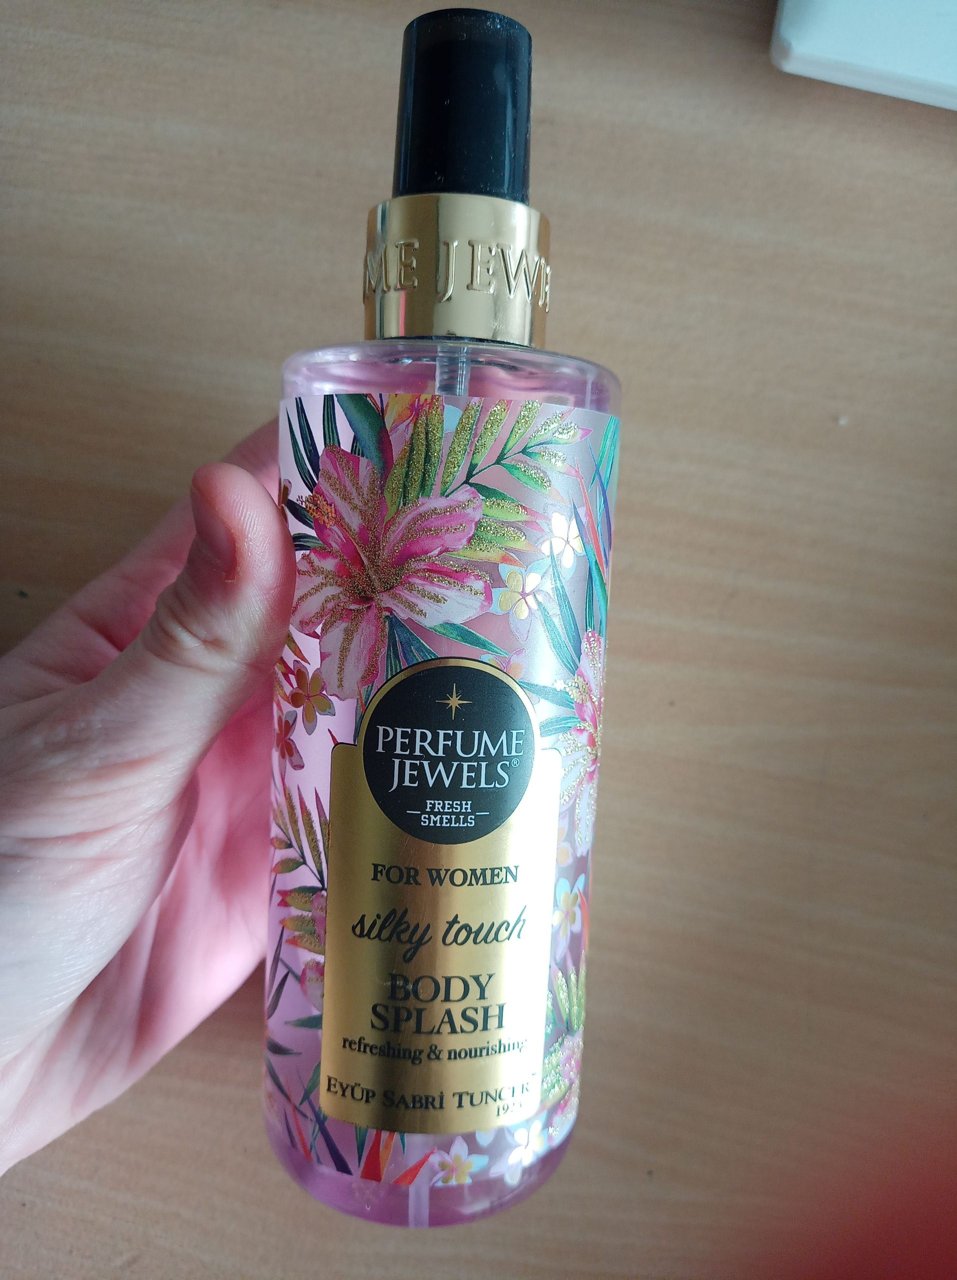 ME JEW
PERFUME
JEWELS®
FRESH
SMELLS
FOR WOMEN
silky touch
BODY
SPLASH
refreshing & nourishing
EYÜP SABRİ TUNCER